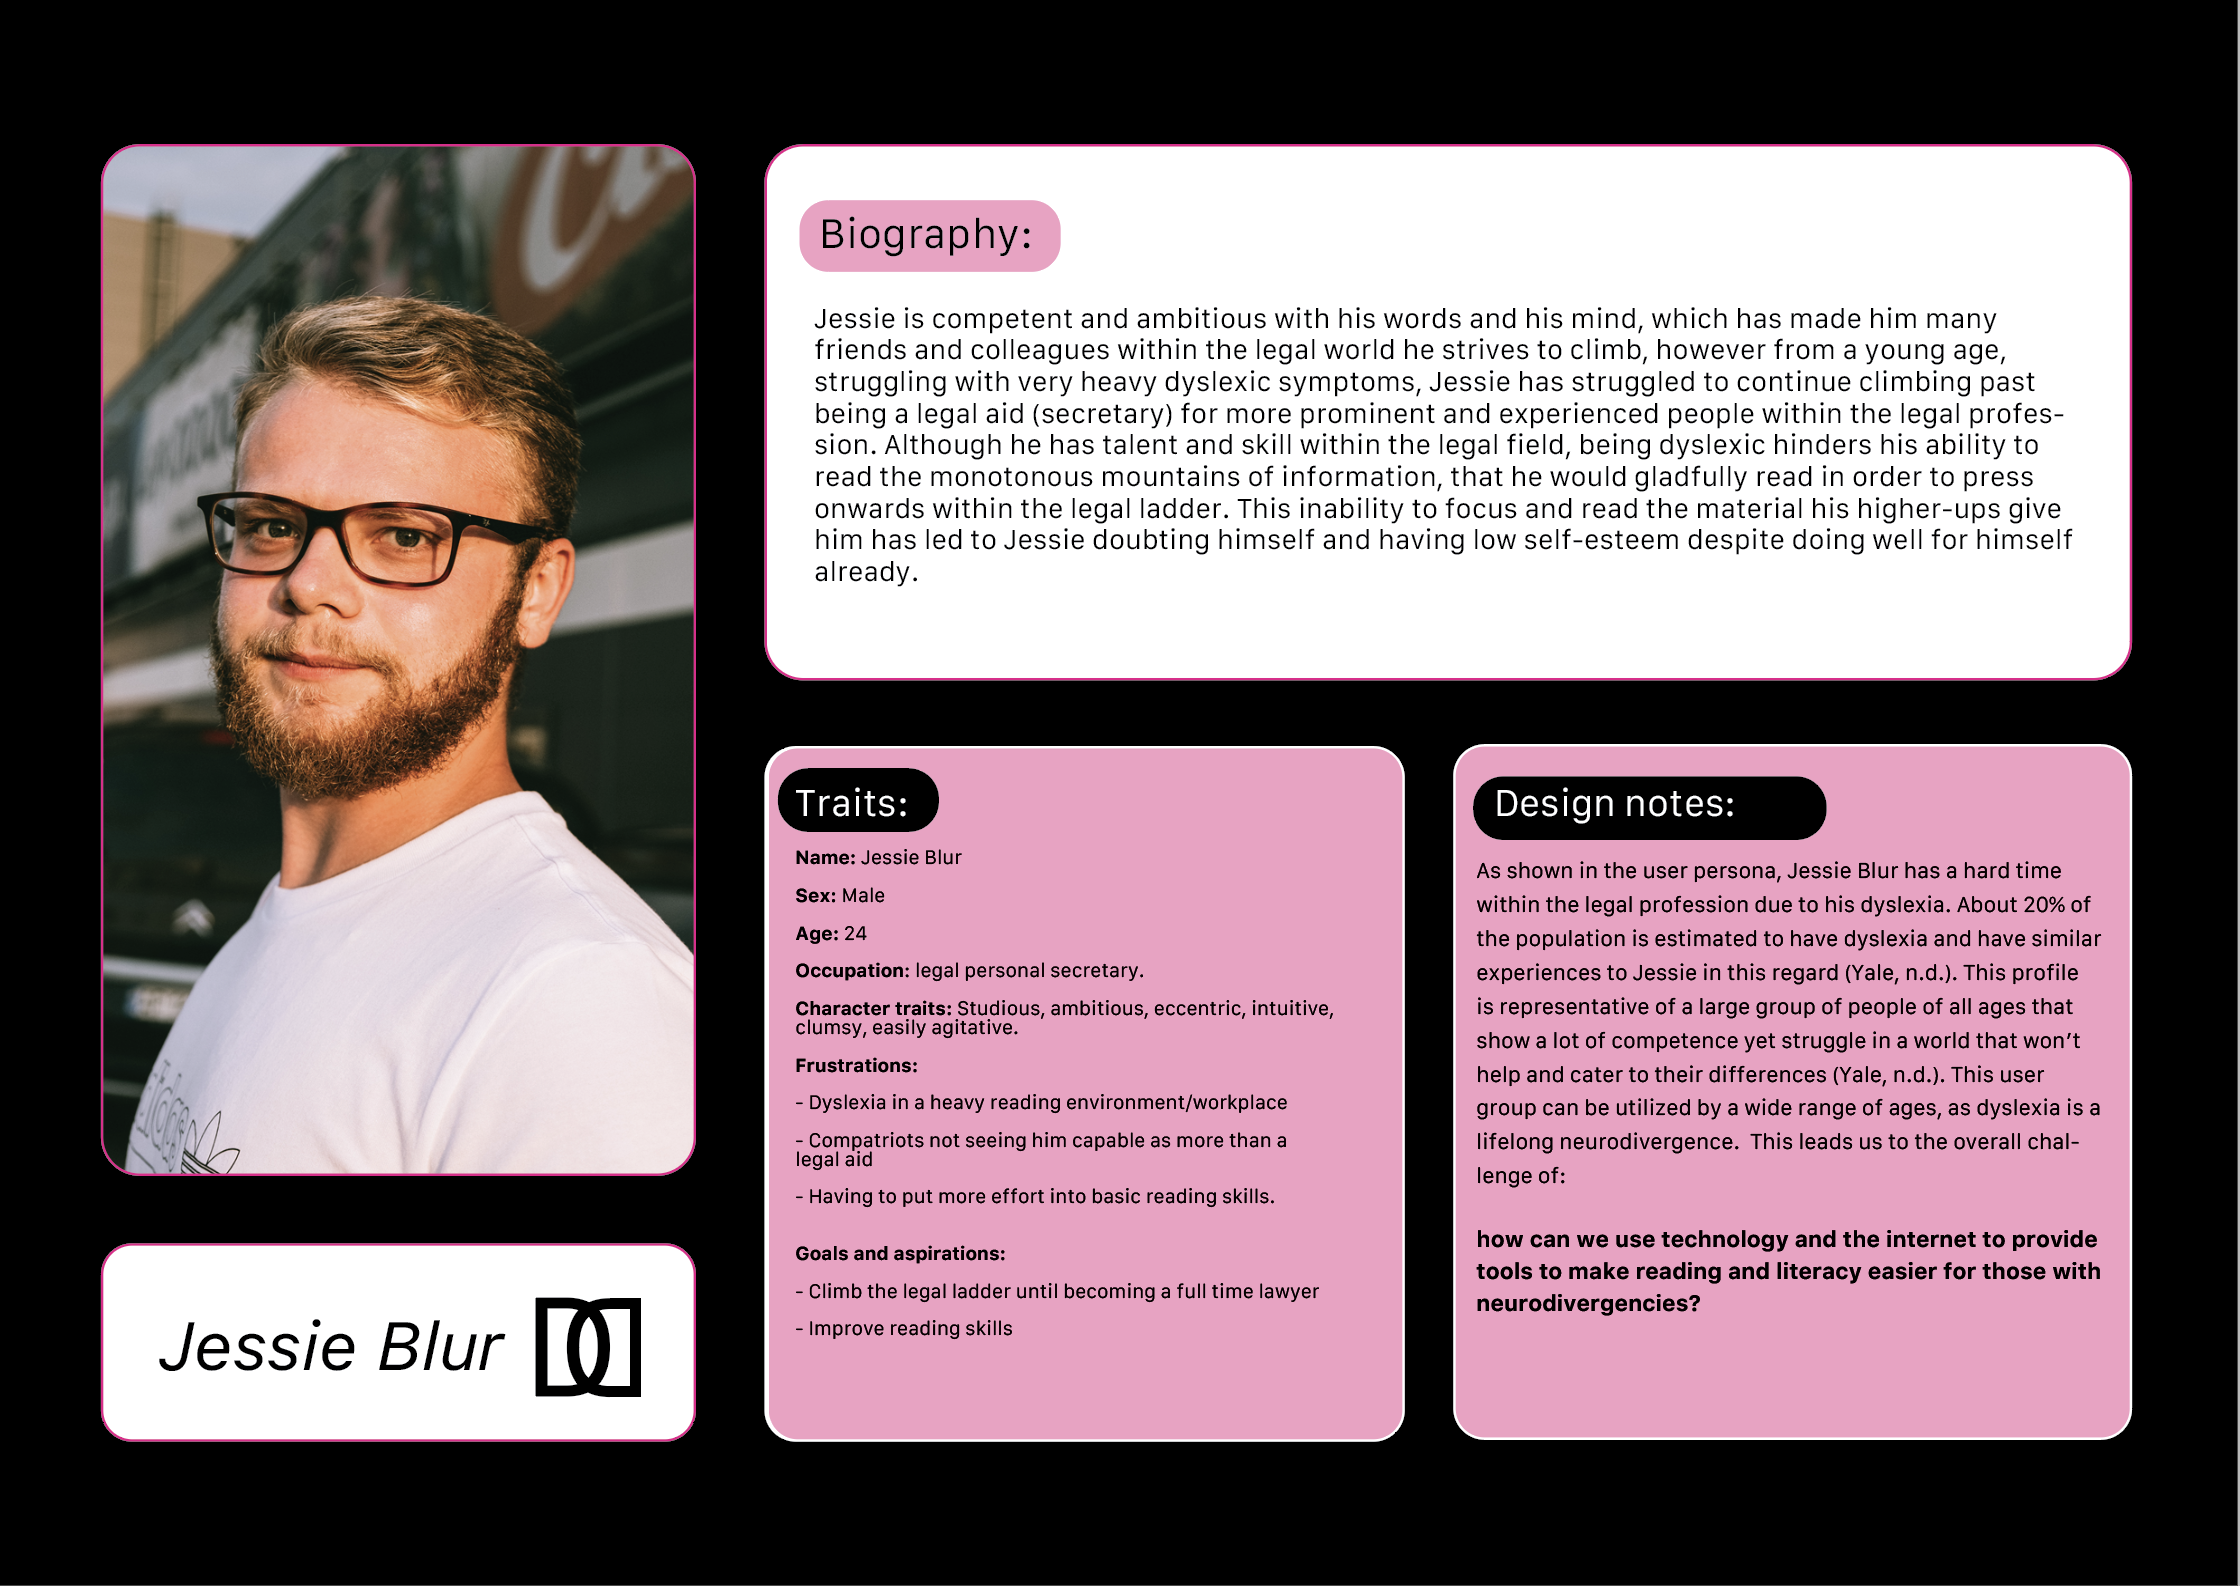 Biography:
Jessie is competent and ambitious with his words and his mind, which has made him many
friends and colleagues within the legal world he strives to climb, however from a young age,
struggling with very heavy dyslexic symptoms, Jessie has struggled to continue climbing past
being a legal aid (secretary) for more prominent and experienced people within the legal profes-
sion. Although he has talent and skill within the legal field, being dyslexic hinders his ability to
read the monotonous mountains of information, that he would gladfully read in order to press
onwards within the legal ladder. This inability to focus and read the material his higher-ups give
him has led to Jessie doubting himself and having low self-esteem despite doing well for himself
already.
Jessie Blur
Traits:
Name: Jessie Blur
Sex: Male
Age: 24
Occupation: legal personal secretary.
Character traits: Studious, ambitious, eccentric, intuitive,
clumsy, easily agitative.
Frustrations:
- Dyslexia in a heavy reading environment/workplace
- Compatriots not seeing him capable as more than a
legal aid
- Having to put more effort into basic reading skills.
Goals and aspirations:
- Climb the legal ladder until becoming a full time lawyer
- Improve reading skills
Design notes:
As shown in the user persona, Jessie Blur has a hard time
within the legal profession due to his dyslexia. About 20% of
the population is estimated to have dyslexia and have similar
experiences to Jessie in this regard (Yale, n.d.). This profile
is representative of a large group of people of all ages that
show a lot of competence yet struggle in a world that won’t
help and cater to their differences (Yale, n.d.). This user
group can be utilized by a wide range of ages, as dyslexia is a
lifelong neurodivergence.  This leads us to the overall chal-
lenge of:
how can we use technology and the internet to provide
tools to make reading and literacy easier for those with
neurodivergencies?